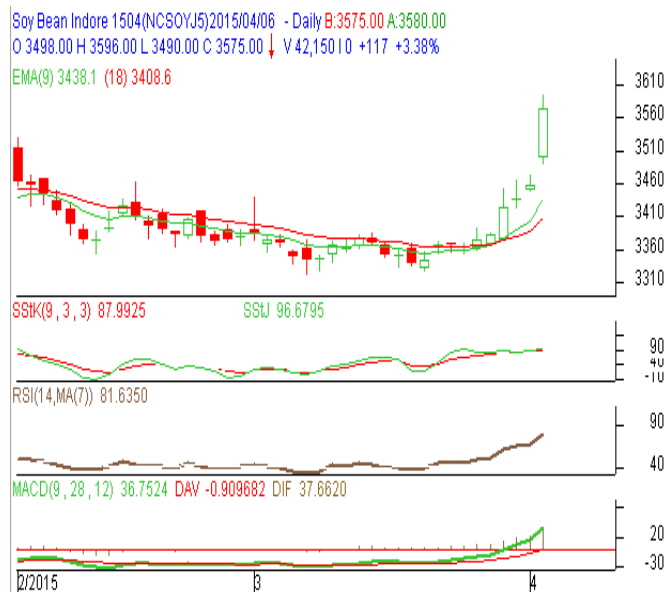 Soy Bean Indore 1504(NCSOYJ5)2015/04/06 - Daily B:3575.00 A:3580.00
O 3498.00 H 3596.00 L 3490.00 C 3575.00 V 42,150 I 0 +117 +3.38%
EMA(9) 3438.1 (18) 3408.6
3610
3560
3510
3460
3410
3360
3310
SStK(9 , 3 , 3) 87.9925 SStJ 96.6795
90
40
-10
RSI(14,MA(7)) 81.6350
90
40
MACD(9 , 28 , 12) 36.7524 DAV -0.909682 DIF 37.6620
20
-30
2/2015 3 4